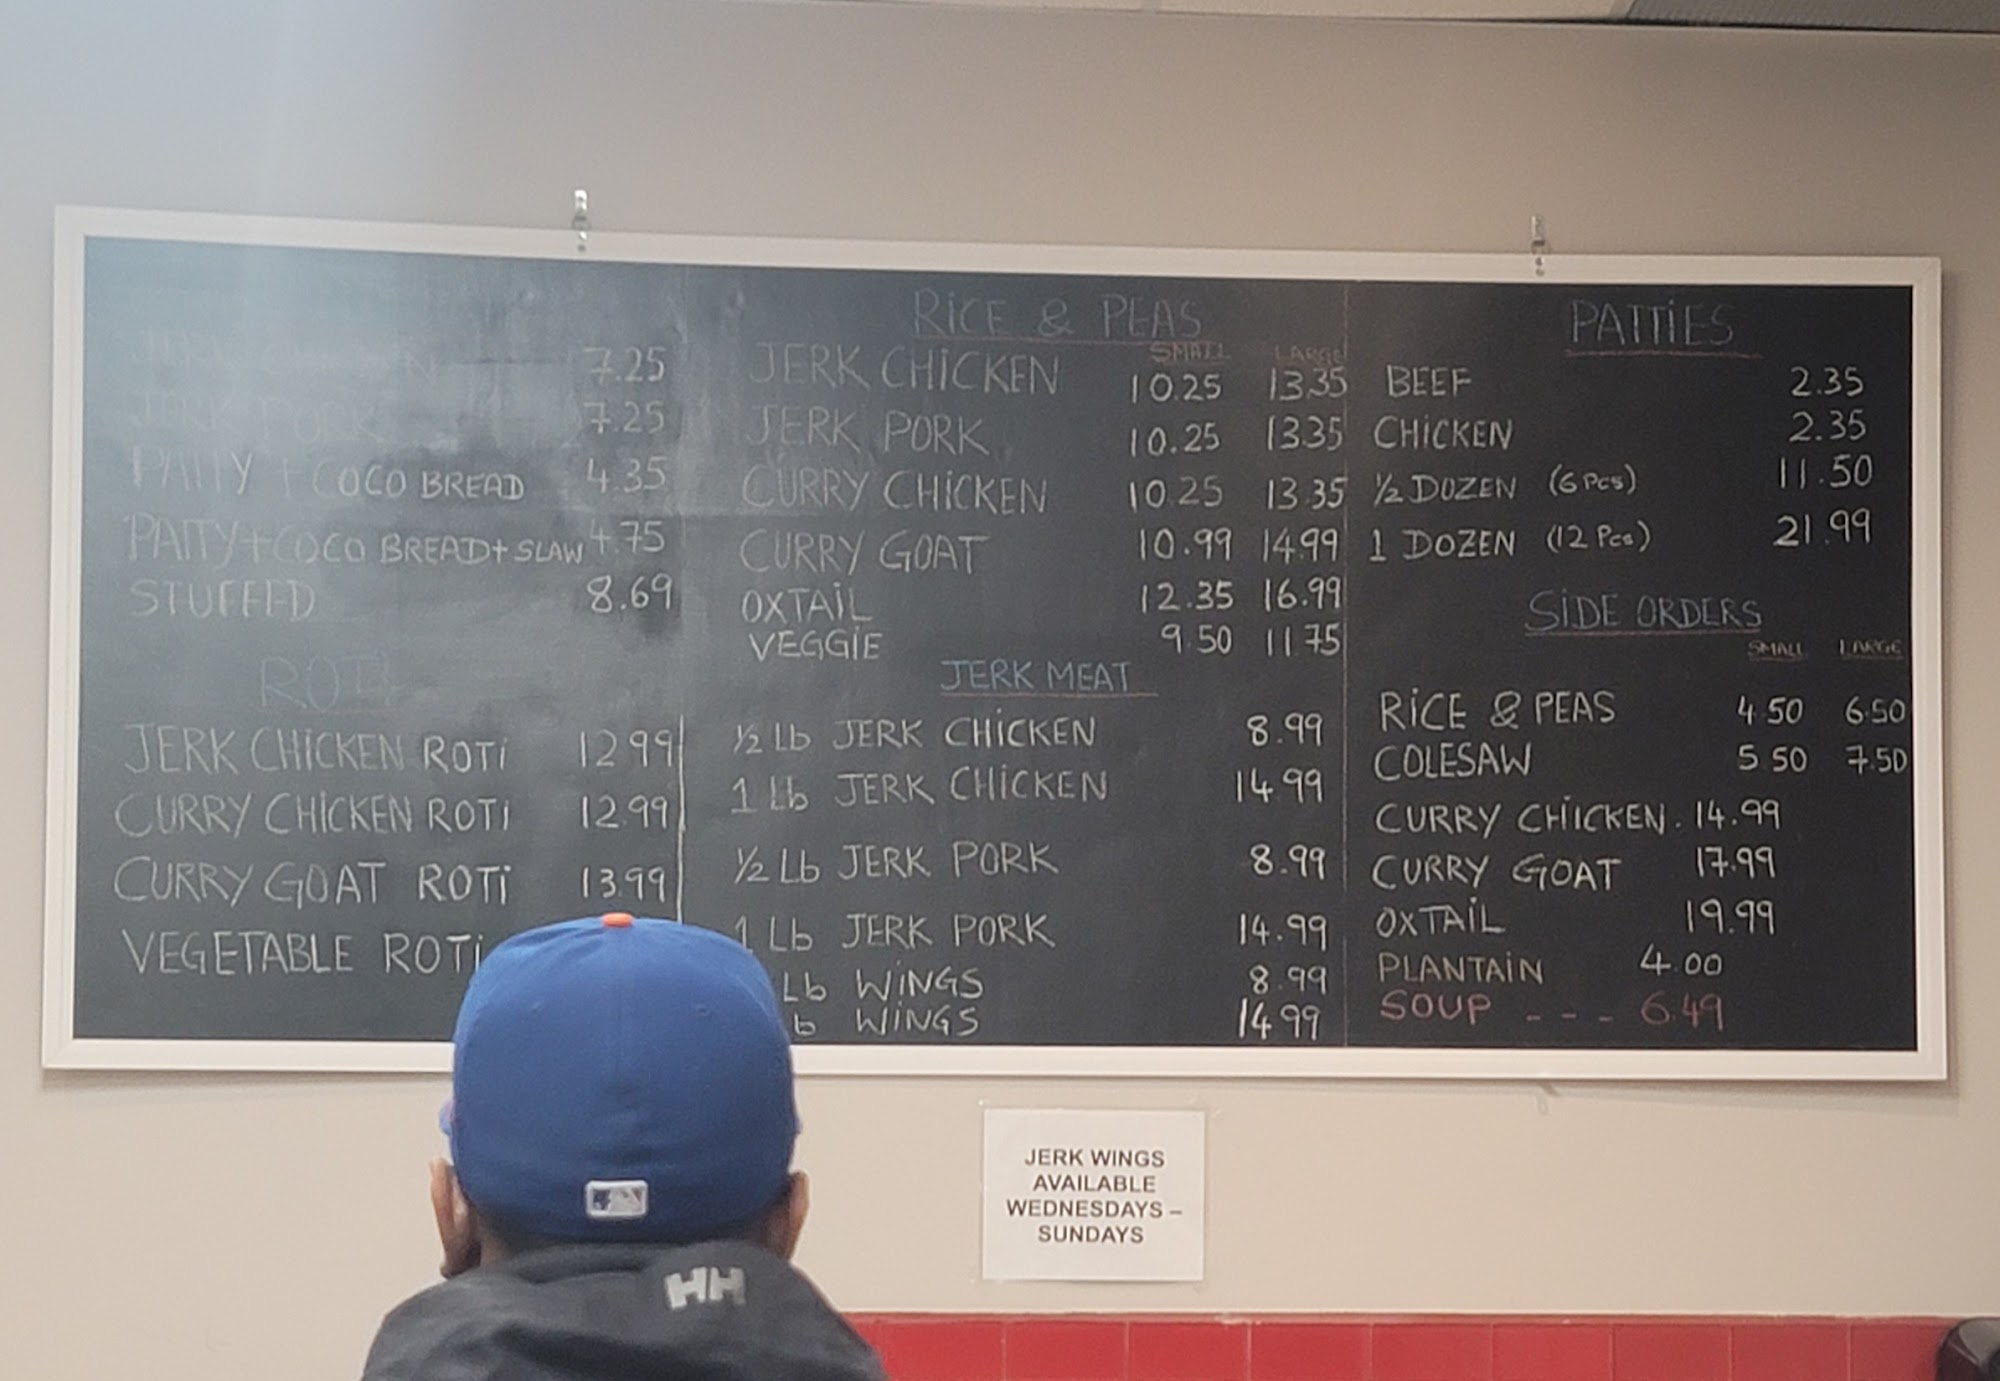 JERK CHICKEN 7.25
JERK PORK 7.25
PATTY + COCO BREAD 4.35
PATTY+COCO BREAD+SLAW 4.75
STUFFED 8.69
ROTI
JERK CHICKEN ROTI 12.99
CURRY CHICKEN ROTI 12.99
CURRY GOAT ROTI 13.99
VEGETABLE ROTI
RICE & PEAS
SMALL LARGE
JERK CHICKEN 10.25 13.35
JERK PORK 10.25 13.35
CURRY CHICKEN 10.25 13.35
CURRY GOAT 10.99 14.99
OXTAIL 12.35 16.99
VEGGIE 9.50 11.75
JERK MEAT
½ Lb JERK CHICKEN 8.99
1 Lb JERK CHICKEN 14.99
½ Lb JERK PORK 8.99
1 Lb JERK PORK 14.99
Lb WINGS 8.99
b WINGS 14.99
PATTIES
BEEF 2.35
CHICKEN 2.35
½ DOZEN (6 Pcs) 11.50
1 DOZEN (12 Pcs) 21.99
SIDE ORDERS
SMALL LARGE
RICE & PEAS 4.50 6.50
COLESAW 5.50 7.50
CURRY CHICKEN. 14.99
CURRY GOAT 17.99
OXTAIL 19.99
PLANTAIN 4.00
SOUP - - - 6.49
JERK WINGS
AVAILABLE
WEDNESDAYS –
SUNDAYS
HH